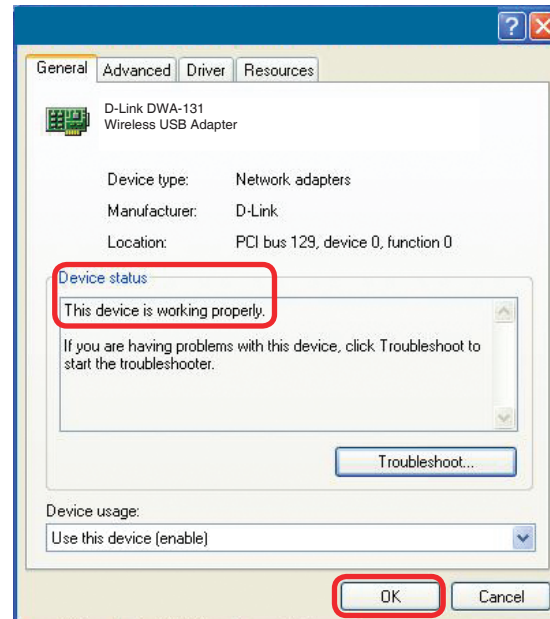 General Advanced Driver Resources
D-Link DWA-131
Wireless USB Adapter
Device type: Network adapters
Manufacturer: D-Link
Location: PCI bus 129, device 0, function 0
Device status
This device is working properly.
If you are having problems with this device, click Troubleshoot to
start the troubleshooter.
Troubleshoot...
Device usage:
Use this device (enable)
OK Cancel